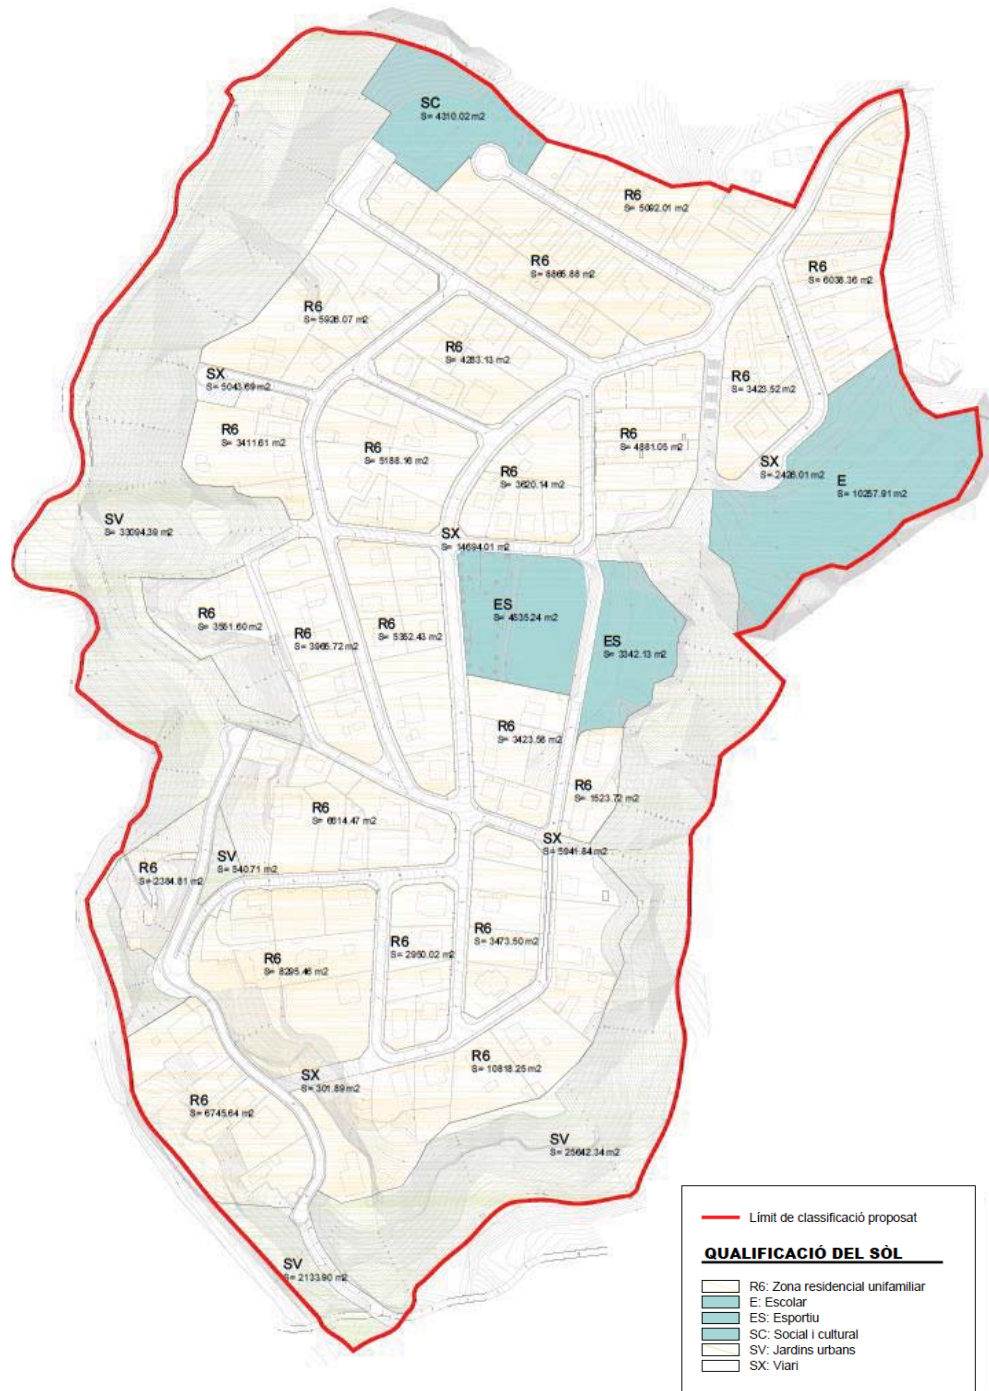 SC
S= 4310.02 m2
R6
S= 5092.01 m2
R6
S= 8865.88 m2
R6
S= 6038.36 m2
R6
S= 5926.07 m2
R6
S= 4283.13 m2
SX
S= 5043.69 m2
R6
S= 3423.52 m2
R6
S= 3411.61 m2
R6
S= 5188.16 m2
R6
S= 4881.05 m2
R6
S= 3620.14 m2
SX
S= 2426.01 m2
E
S= 10257.91 m2
SV
S= 33094.39 m2
SX
S= 14694.01 m2
R6
S= 3551.60 m2
R6
S= 3965.72 m2
R6
S= 5352.43 m2
ES
S= 4535.24 m2
ES
S= 3342.13 m2
R6
S= 3423.58 m2
R6
S= 1523.72 m2
R6
S= 6614.47 m2
SX
S= 5941.84 m2
SV
S= 540.71 m2
R6
S= 2384.81 m2
R6
S= 3473.50 m2
R6
S= 2950.02 m2
R6
S= 8295.46 m2
R6
S= 10818.25 m2
SX
S= 301.89 m2
R6
S= 6745.64 m2
SV
S= 25642.34 m2
SV
S= 2133.90 m2
Límit de classificació proposat
QUALIFICACIÓ DEL SÒL
R6: Zona residencial unifamiliar
E: Escolar
ES: Esportiu
SC: Social i cultural
SV: Jardins urbans
SX: Viari